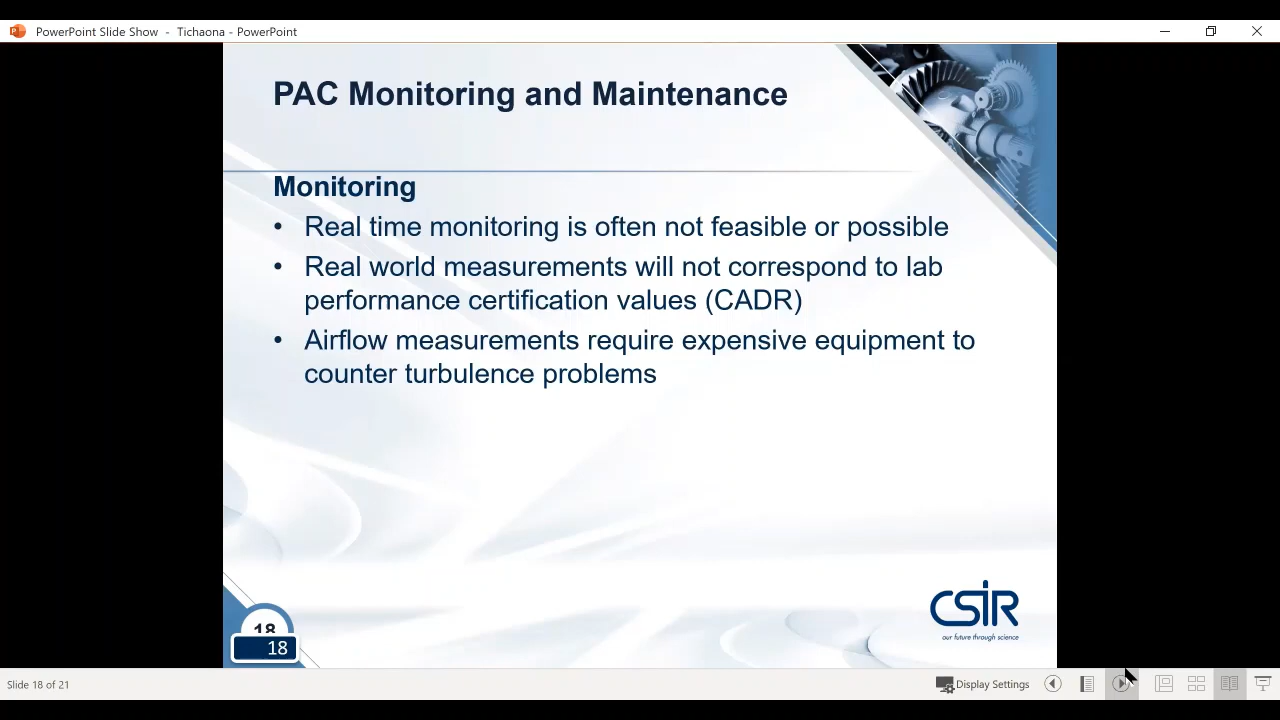 PowerPoint Slide Show - Tichaona - PowerPoint
PAC Monitoring and Maintenance
Monitoring
• Real time monitoring is often not feasible or possible
• Real world measurements will not correspond to lab
performance certification values (CADR)
• Airflow measurements require expensive equipment to
counter turbulence problems
CSIR
our future through science
18
18
Slide 18 of 21
Display Settings